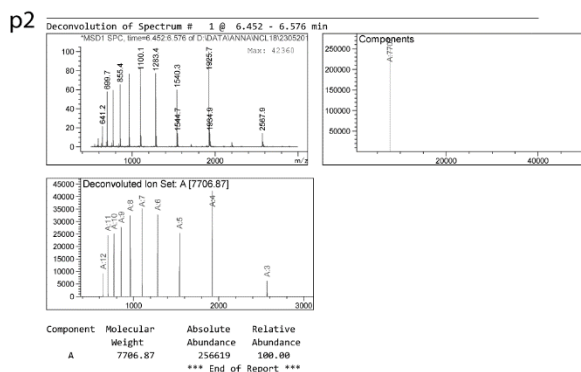 p2
Deconvolution of Spectrum # 1 @ 6.452 - 6.576 min
*MSD1 SPC, time=6.452:6.576 of D:\DATA\ANNA\NCL18\2305201
Max: 42360
100
80
60
40
20
0
641.2
699.7
855.4
1100.1
1283.4
1540.3
1544.7
1925.7
1934.9
2567.9
1000
2000
m/z
Components
250000
200000
150000
100000
50000
0
20000
40000
Deconvoluted Ion Set: A [7706.87]
45000
40000
35000
30000
25000
20000
15000
10000
5000
0
A:12
A:11
A:10
A:9
A:8
A:7
A:6
A:5
A:4
A:3
1000
2000
3000
Component Molecular Absolute Relative
Weight Abundance Abundance
A 7706.87 256619 100.00
*** End of Report ***